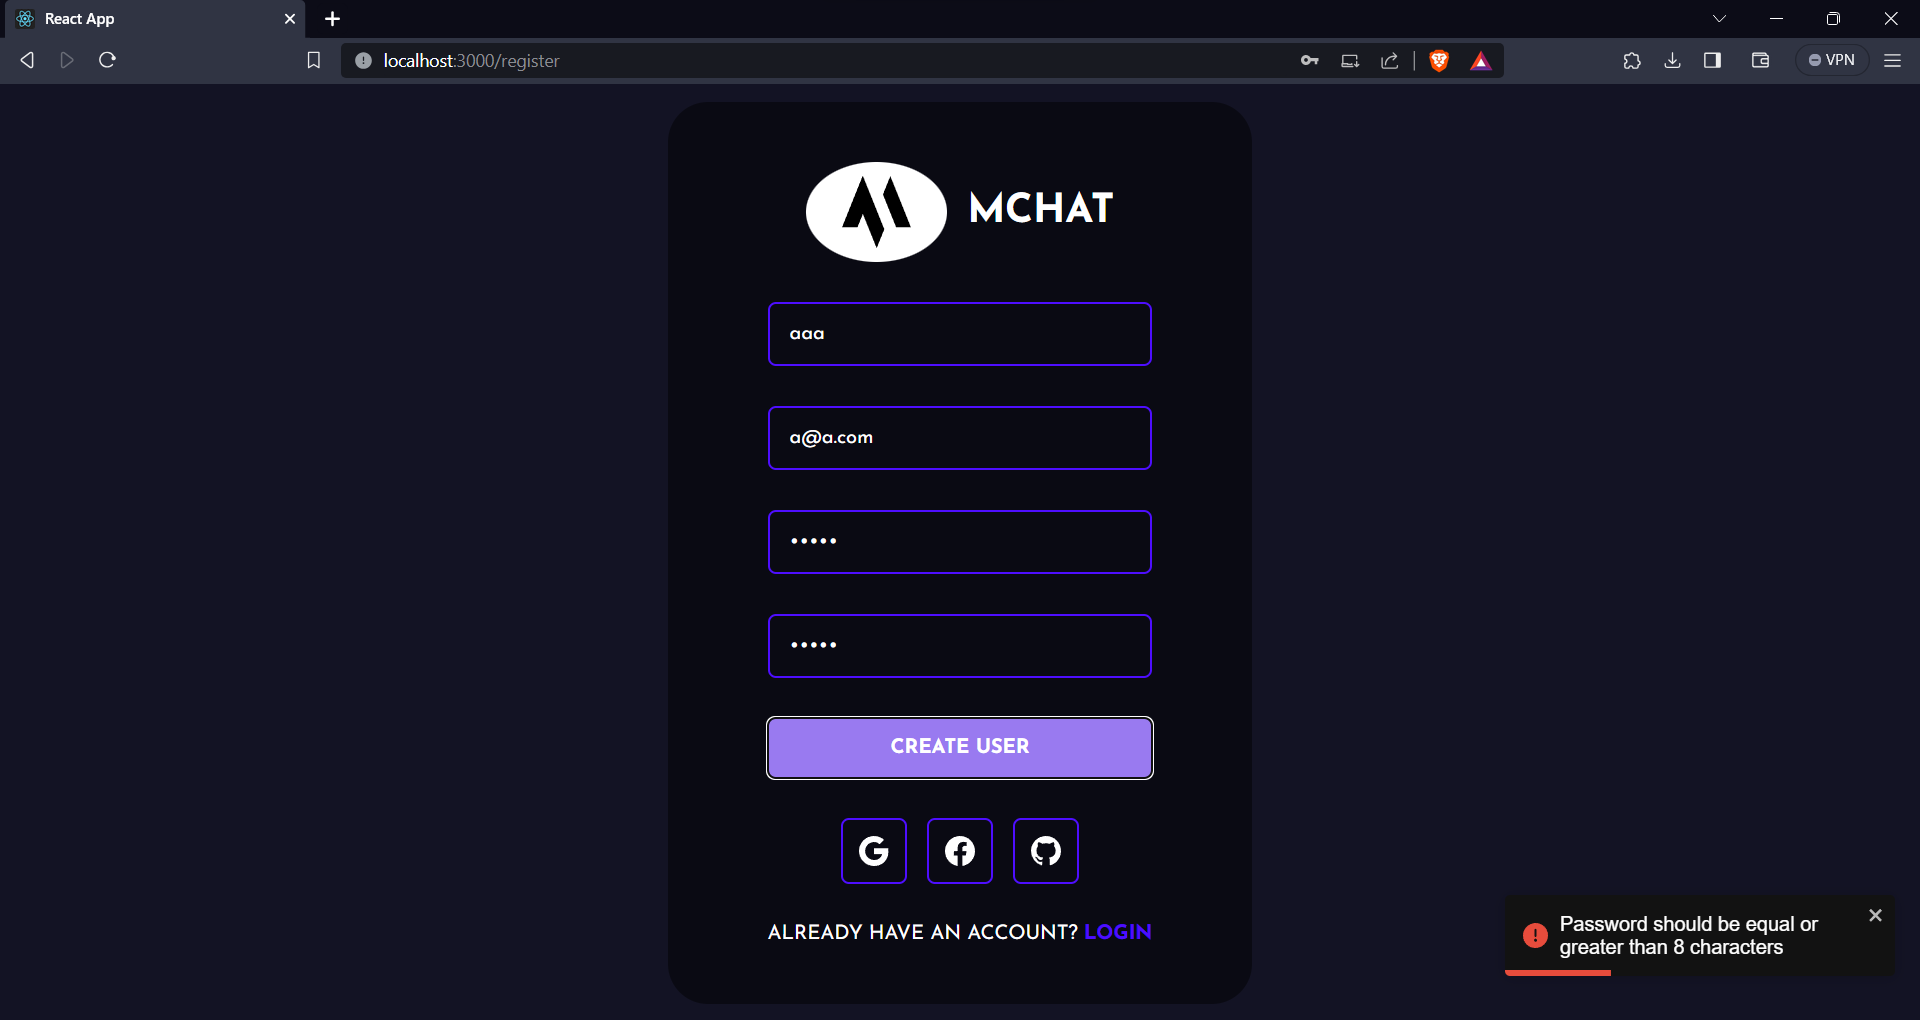 React App
localhost:3000/register
VPN
MCHAT
aaa
a@a.com
•••••
•••••
CREATE USER
ALREADY HAVE AN ACCOUNT? LOGIN
Password should be equal or
greater than 8 characters